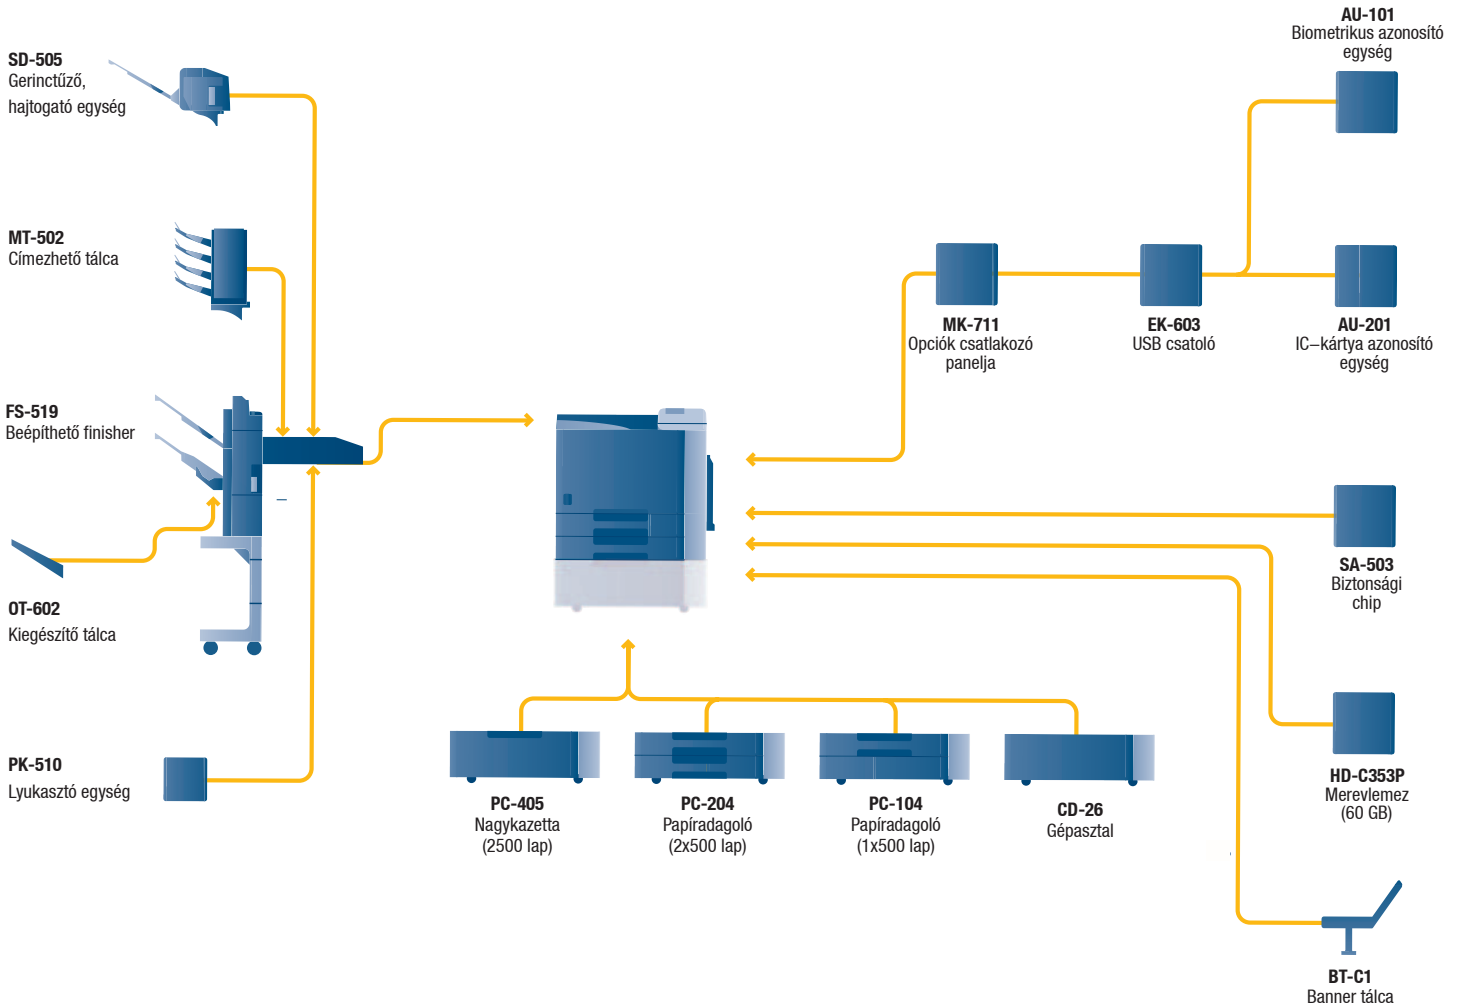 AU-101
Biometrikus azonosító
egység
SD-505
Gerinctűző,
hajtogató egység
MT-502
Címezhető tálca
MK-711
Opciók csatlakozó
panelja
EK-603
USB csatoló
AU-201
IC–kártya azonosító
egység
FS-519
Beépíthető finisher
OT-602
Kiegészítő tálca
SA-503
Biztonsági
chip
PK-510
Lyukasztó egység
PC-405
Nagykazetta
(2500 lap)
PC-204
Papíradagoló
(2x500 lap)
PC-104
Papíradagoló
(1x500 lap)
CD-26
Gépasztal
HD-C353P
Merevlemez
(60 GB)
BT-C1
Banner tálca